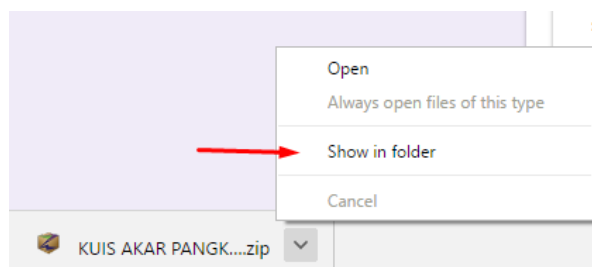 Open
Always open files of this type
Show in folder
Cancel
KUIS AKAR PANGK....zip